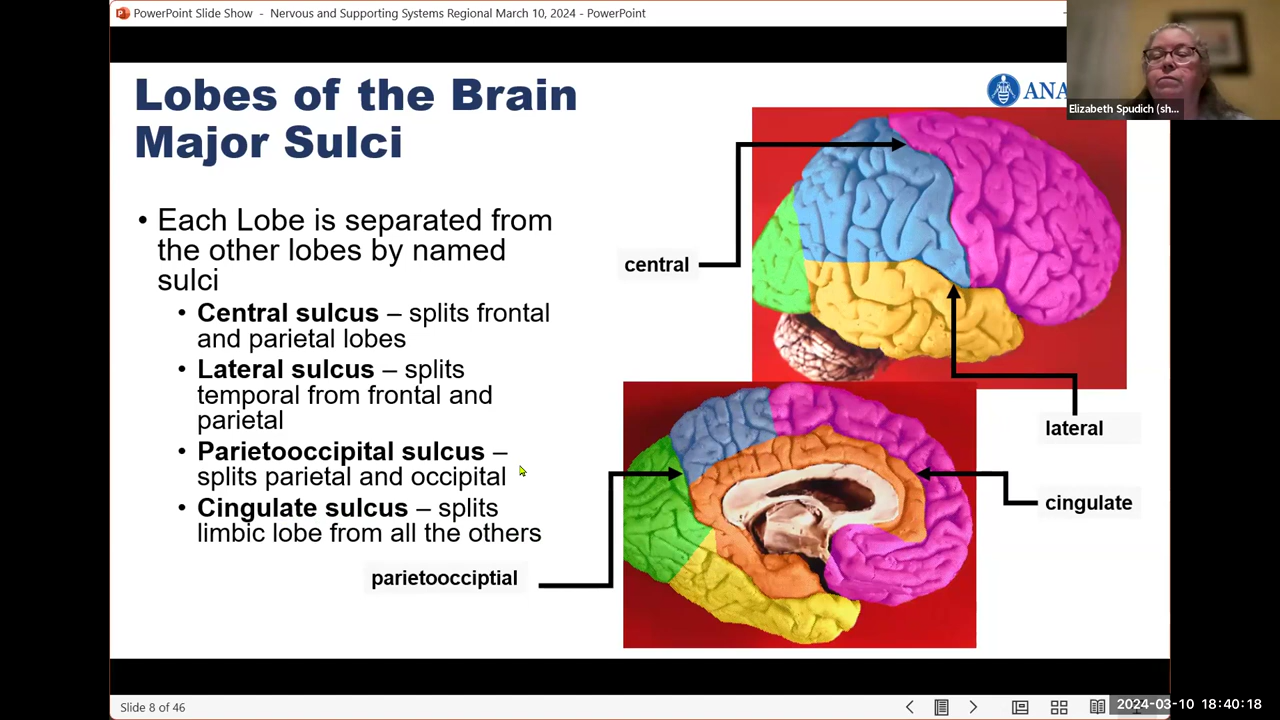 PowerPoint Slide Show - Nervous and Supporting Systems Regional March 10, 2024 - PowerPoint
Elizabeth Spudich (sh...
Lobes of the Brain
Major Sulci
• Each Lobe is separated from
the other lobes by named
sulci
• Central sulcus – splits frontal
and parietal lobes
• Lateral sulcus – splits
temporal from frontal and
parietal
• Parietooccipital sulcus –
splits parietal and occipital
• Cingulate sulcus – splits
limbic lobe from all the others
central
lateral
cingulate
parietoocciptial
Slide 8 of 46
2024-03-10 18:40:18